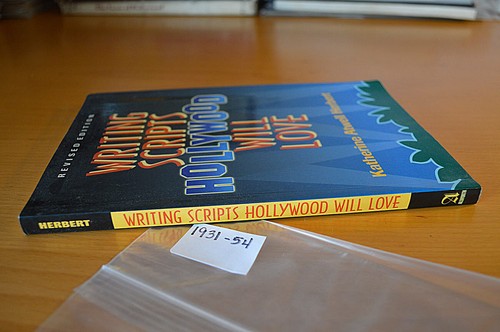 REVISED EDITION
WRITING
SCRIPTS
HOLLYWOOD
WILL
LOVE
Katherine Atwell Herbert
HERBERT
WRITING SCRIPTS HOLLYWOOD WILL LOVE
1931-54